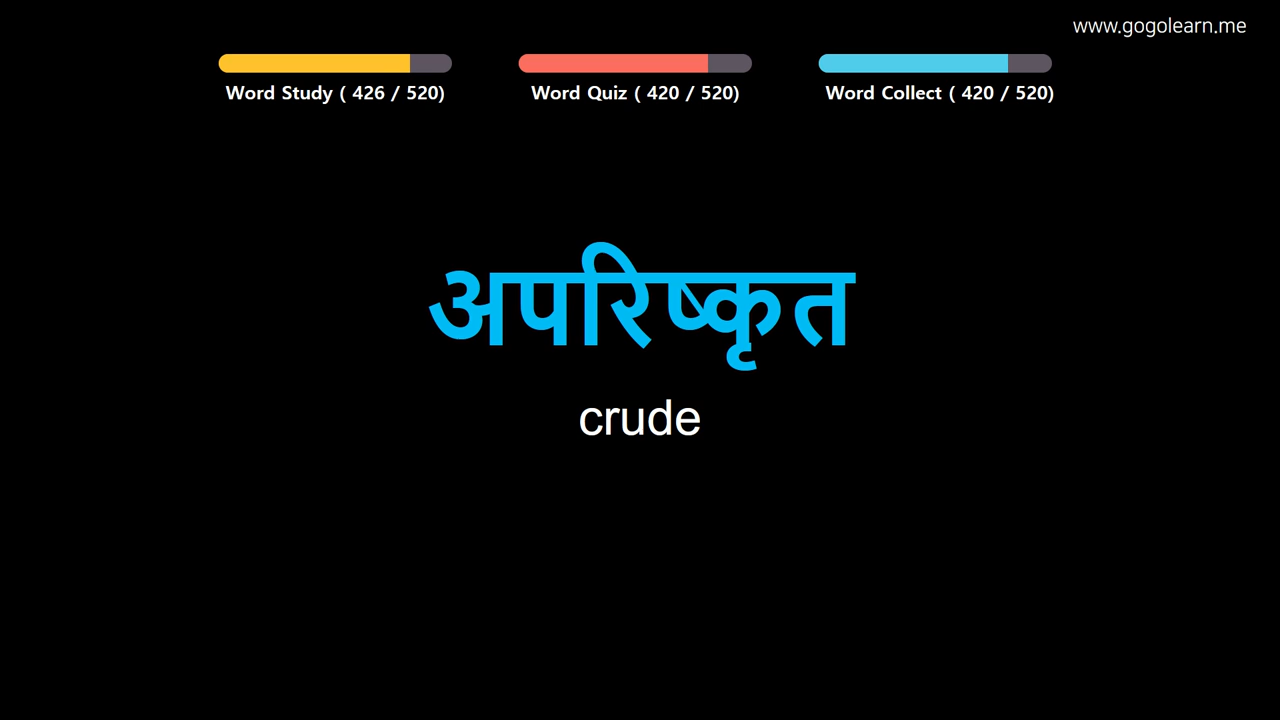 www.gogolearn.me
Word Study ( 426 / 520)
Word Quiz ( 420 / 520)
Word Collect ( 420 / 520)
अपरिष्कृत
crude